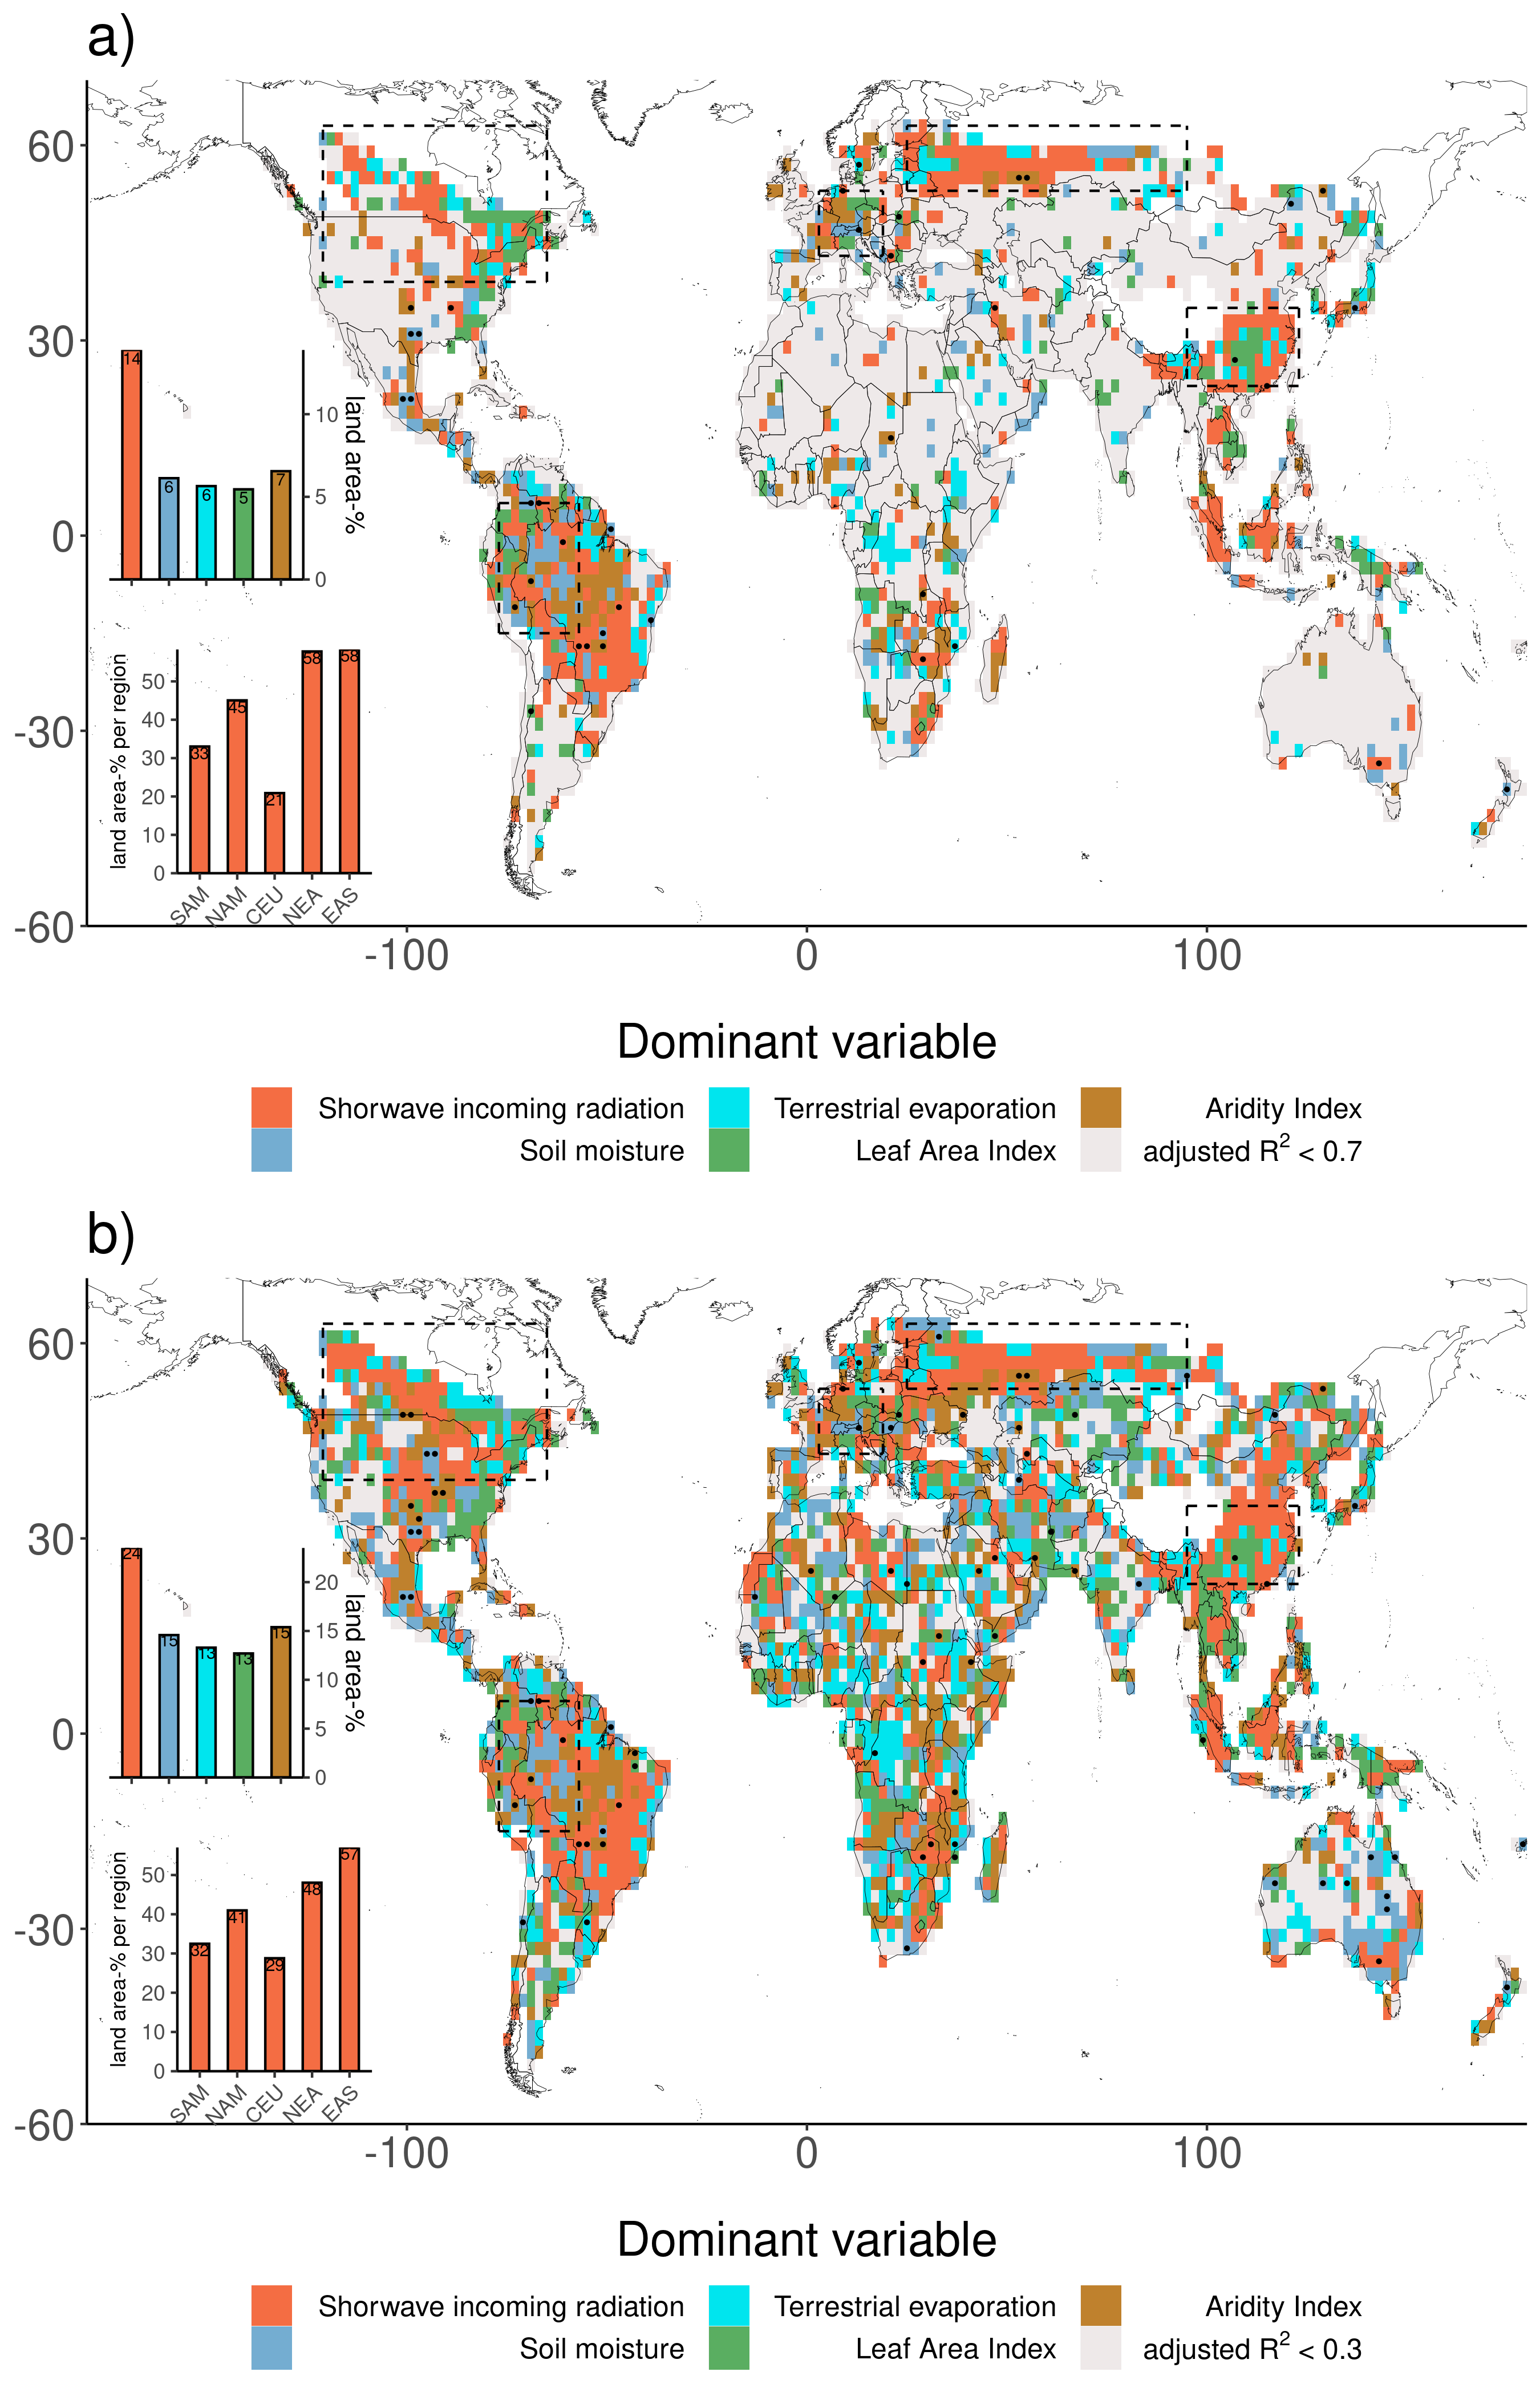 a)
60
30
0
-30
-60
-100
0
100
14
6
6
5
7
10
5
0
land area-%
land area-% per region
50
40
30
20
10
0
33
45
21
58
58
SAM
NAM
CEU
NEA
EAS
Dominant variable
Shorwave incoming radiation
Terrestrial evaporation
Aridity Index
Soil moisture
Leaf Area Index
adjusted R² < 0.7
b)
60
30
0
-30
-60
-100
0
100
24
15
13
13
15
20
15
10
5
0
land area-%
land area-% per region
50
40
30
20
10
0
32
41
29
48
57
SAM
NAM
CEU
NEA
EAS
Dominant variable
Shorwave incoming radiation
Terrestrial evaporation
Aridity Index
Soil moisture
Leaf Area Index
adjusted R² < 0.3